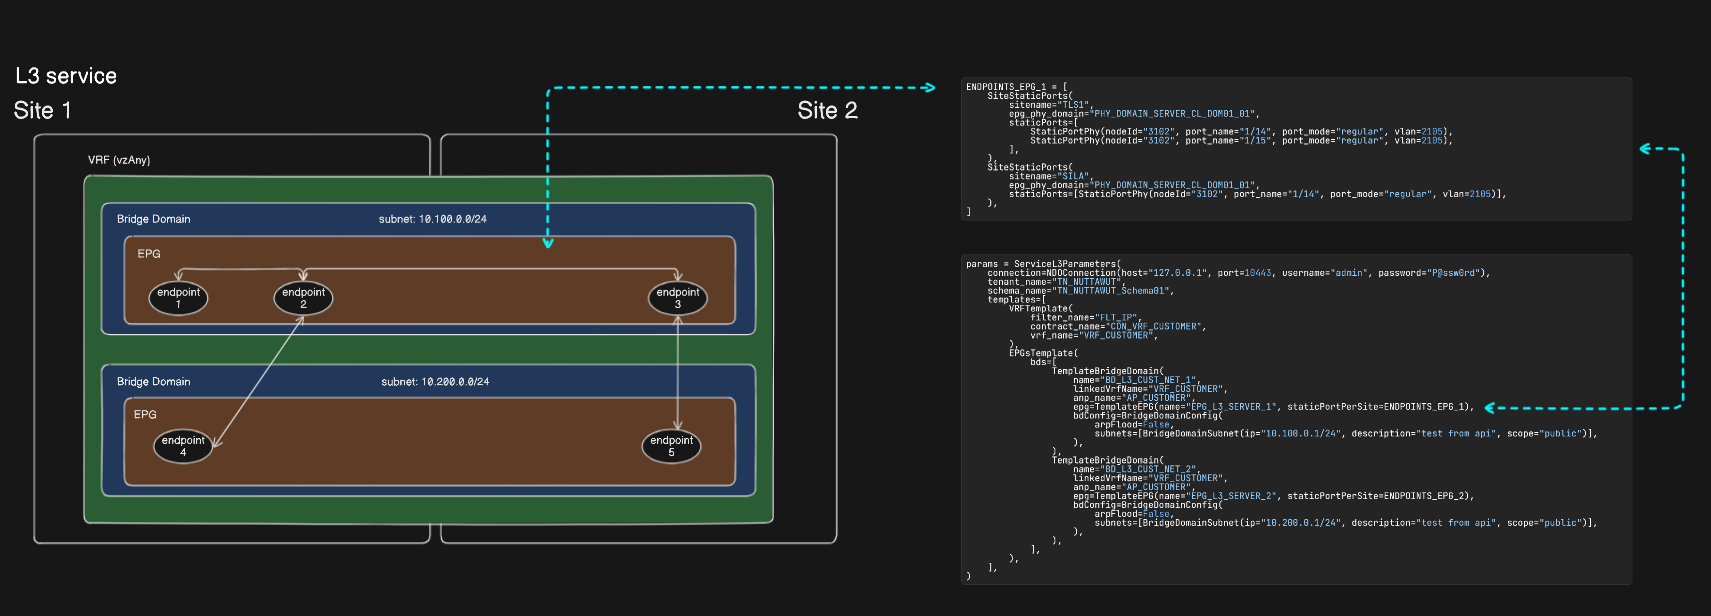 L3 service
Site 1
Site 2
VRF (vzAny)
Bridge Domain
subnet: 10.100.0.0/24
EPG
endpoint
1
endpoint
2
endpoint
3
Bridge Domain
subnet: 10.200.0.0/24
EPG
endpoint
4
endpoint
5
ENDPOINTS_EPG_1 = [
    SiteStaticPorts(
        sitename="TLS1",
        epg_phy_domain="PHY_DOMAIN_SERVER_CL_DOM01_01",
        staticPorts=[
            StaticPortPhy(nodeId="3102", port_name="1/14", port_mode="regular", vlan=2105),
            StaticPortPhy(nodeId="3102", port_name="1/15", port_mode="regular", vlan=2105),
        ],
    ),
    SiteStaticPorts(
        sitename="SILA",
        epg_phy_domain="PHY_DOMAIN_SERVER_CL_DOM01_01",
        staticPorts=[StaticPortPhy(nodeId="3102", port_name="1/14", port_mode="regular", vlan=2105)],
    ),
]
params = ServiceL3Parameters(
    connection=NDOConnection(host="127.0.0.1", port=10443, username="admin", password="P@ssw0rd"),
    tenant_name="TN_NUTTAWUT",
    schema_name="TN_NUTTAWUT_Schema01",
    templates=[
        VRFTemplate(
            filter_name="FLT_IP",
            contract_name="CON_VRF_CUSTOMER",
            vrf_name="VRF_CUSTOMER",
        ),
        EPGsTemplate(
            bds=[
                TemplateBridgeDomain(
                    name="BD_L3_CUST_NET_1",
                    linkedVrfName="VRF_CUSTOMER",
                    anp_name="AP_CUSTOMER",
                    epg=TemplateEPG(name="EPG_L3_SERVER_1", staticPortPerSite=ENDPOINTS_EPG_1),
                    bdConfig=BridgeDomainConfig(
                        arpFlood=False,
                        subnets=[BridgeDomainSubnet(ip="10.100.0.1/24", description="test from api", scope="public")],
                    ),
                ),
                TemplateBridgeDomain(
                    name="BD_L3_CUST_NET_2",
                    linkedVrfName="VRF_CUSTOMER",
                    anp_name="AP_CUSTOMER",
                    epg=TemplateEPG(name="EPG_L3_SERVER_2", staticPortPerSite=ENDPOINTS_EPG_2),
                    bdConfig=BridgeDomainConfig(
                        arpFlood=False,
                        subnets=[BridgeDomainSubnet(ip="10.200.0.1/24", description="test from api", scope="public")],
                    ),
                ),
            ],
        ),
    ],
)